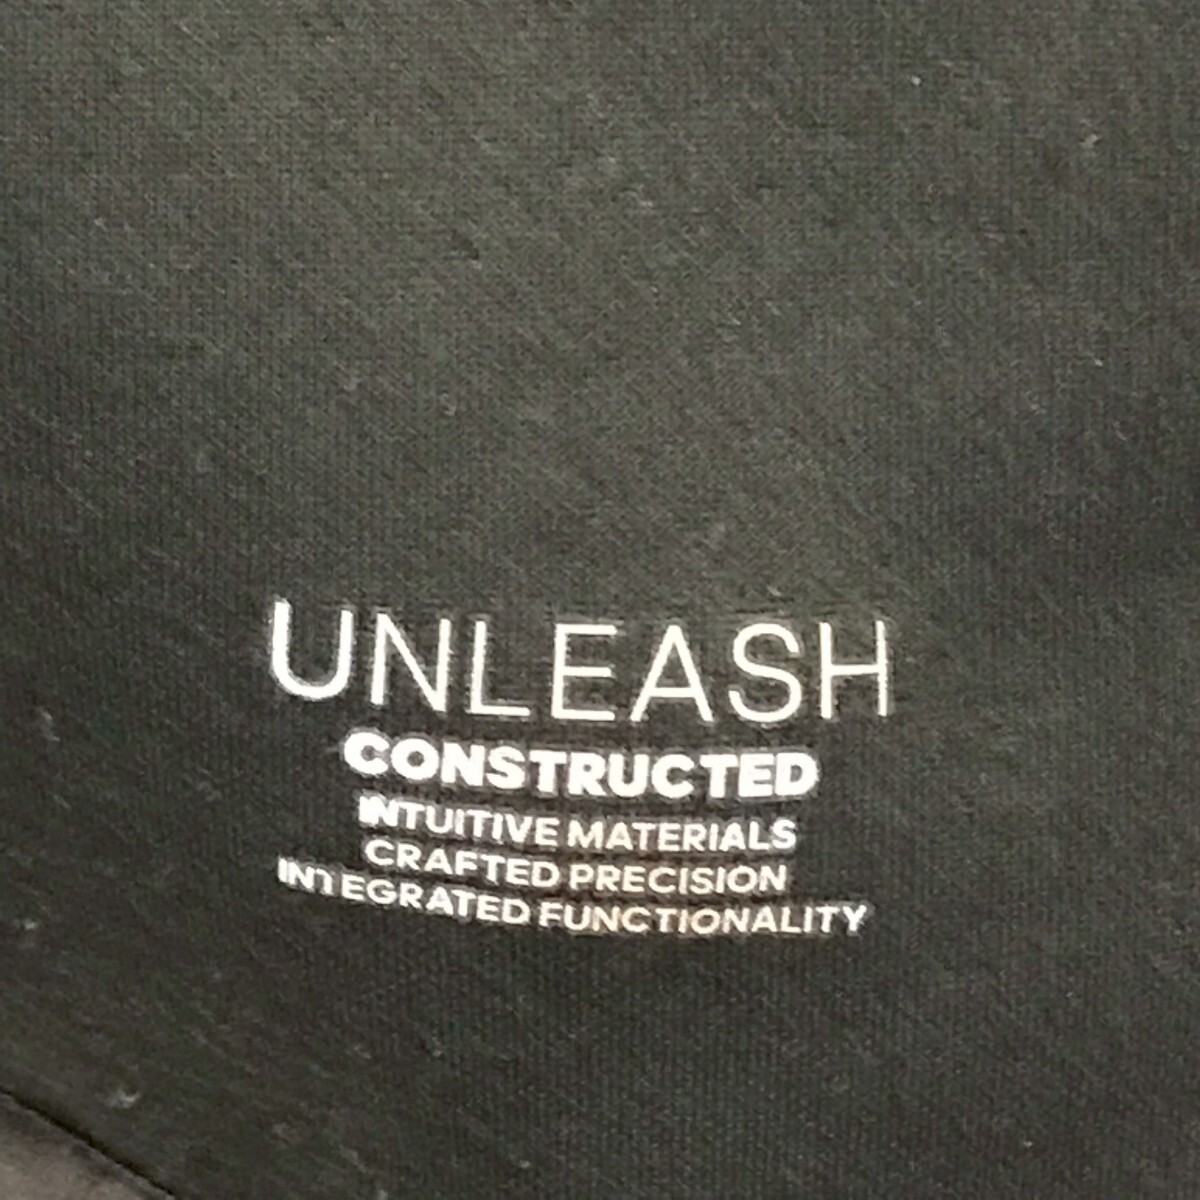 UNLEASH
CONSTRUCTED
INTUITIVE MATERIALS
CRAFTED PRECISION
INTEGRATED FUNCTIONALITY